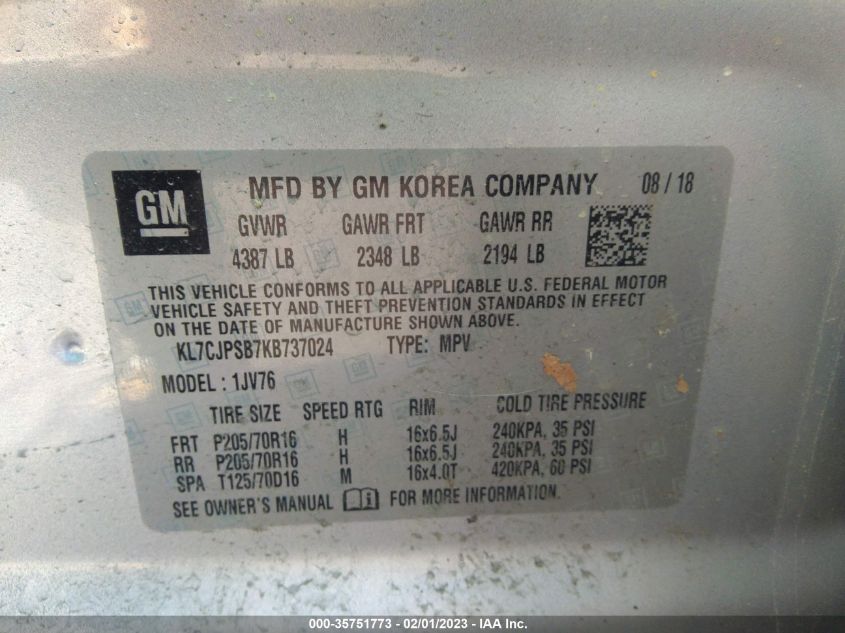 GM MFD BY GM KOREA COMPANY 08 / 18
GVWR GAWR FRT GAWR RR
4387 LB 2348 LB 2194 LB
THIS VEHICLE CONFORMS TO ALL APPLICABLE U.S. FEDERAL MOTOR
VEHICLE SAFETY AND THEFT PREVENTION STANDARDS IN EFFECT
ON THE DATE OF MANUFACTURE SHOWN ABOVE.
KL7CJPSB7KB737024 TYPE: MPV
MODEL : 1JV76
TIRE SIZE SPEED RTG RIM COLD TIRE PRESSURE
FRT P205/70R16 H 16x6.5J 240KPA, 35 PSI
RR P205/70R16 H 16x6.5J 240KPA, 35 PSI
SPA T125/70D16 M 16x4.0T 420KPA, 60 PSI
SEE OWNER'S MANUAL FOR MORE INFORMATION.
000-35751773 - 02/01/2023 - IAA Inc.